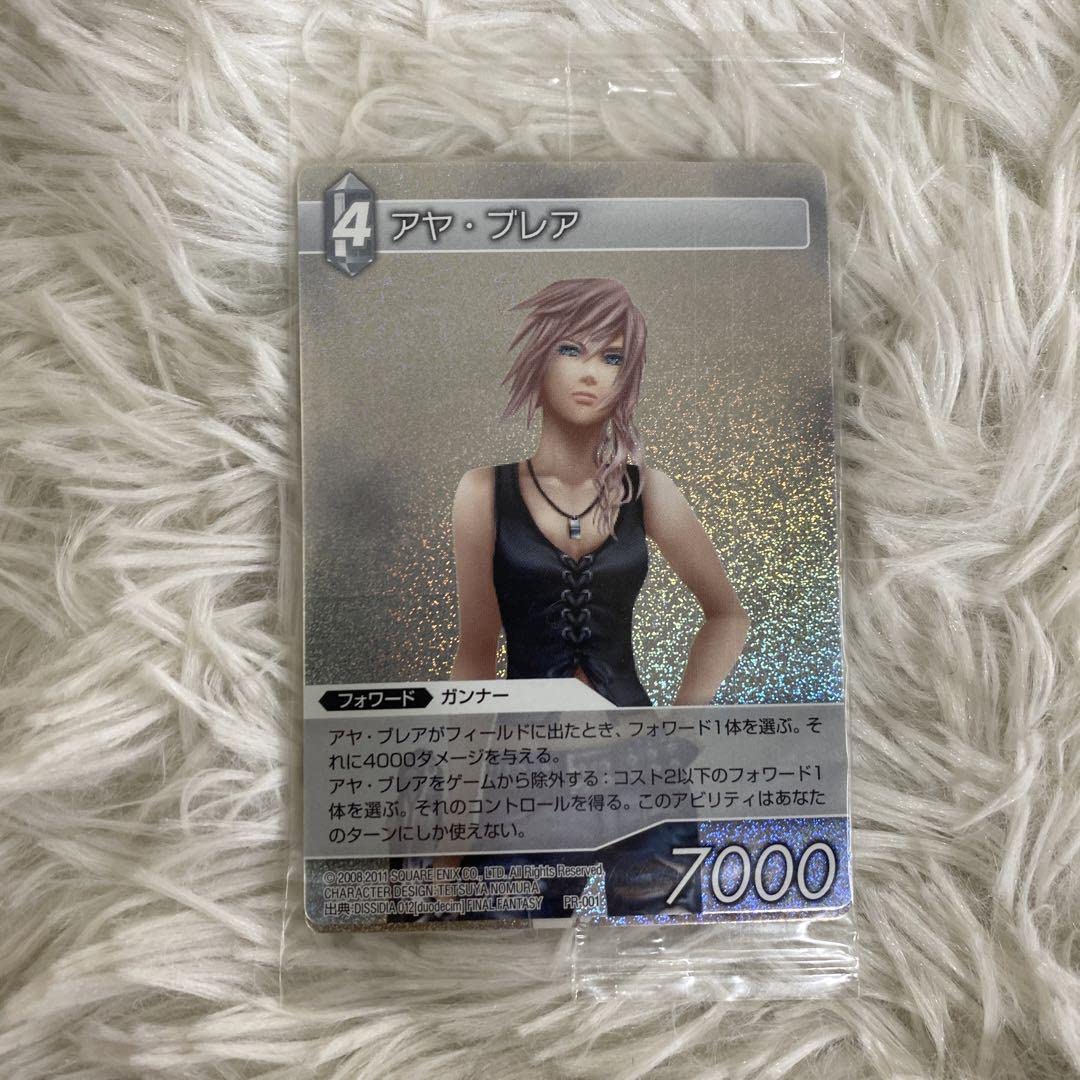 4
アヤ・ブレア
フォワード ガンナー
アヤ・ブレアがフィールドに出たとき、フォワード1体を選ぶ。そ
れに4000ダメージを与える。
アヤ・ブレアをゲームから除外する：コスト2以下のフォワード1
体を選ぶ。それのコントロールを得る。このアビリティはあなた
のターンにしか使えない。
7000
© 2008 2011 SQUARE ENIX CO., LTD. All Rights Reserved.
CHARACTER DESIGN:TETSUYA NOMURA
出典:DISSIDIA 012[duodecim] FINAL FANTASY PR-001